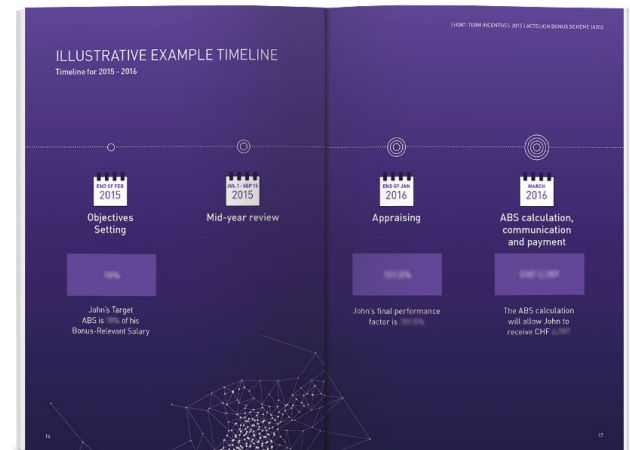 SHORT-TERM INCENTIVES 2015 | ACTELION BONUS SCHEME (ABS)
ILLUSTRATIVE EXAMPLE TIMELINE
Timeline for 2015 - 2016
END OF FEB
2015
Objectives
Setting
JUL 1 - SEP 15
2015
Mid-year review
END OF JAN
2016
Appraising
MARCH
2016
ABS calculation,
communication
and payment
John's Target
ABS is of his
Bonus-Relevant Salary
John's final performance
factor is
The ABS calculation
will allow John to
receive CHF
16
17